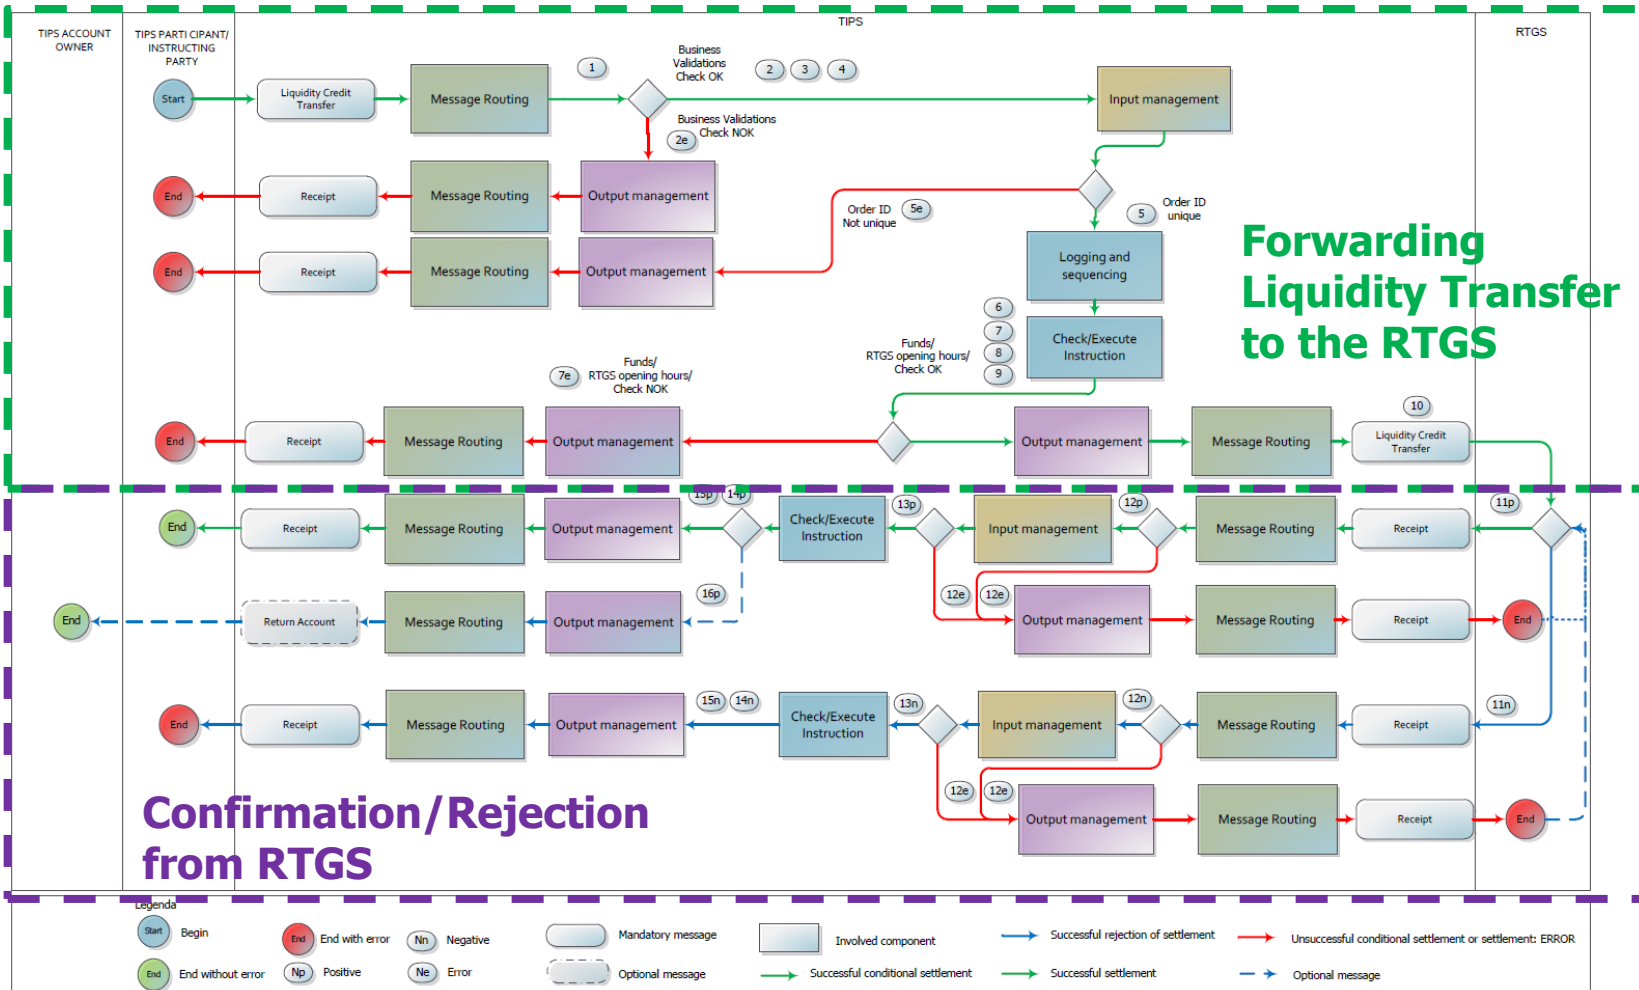 TIPS
TIPS ACCOUNT
OWNER
TIPS PARTICIPANT/
INSTRUCTING
PARTY
RTGS
Start
Liquidity Credit
Transfer
Message Routing
1
Business
Validations
Check OK
2
3
4
Input management
Business Validations
Check NOK
2e
End
Receipt
Message Routing
Output management
Order ID
Not unique
5e
5
Order ID
unique
End
Receipt
Message Routing
Output management
Logging and
sequencing
Forwarding
Liquidity Transfer
to the RTGS
6
7
8
9
Check/Execute
Instruction
Funds/
RTGS opening hours/
Check OK
7e
Funds/
RTGS opening hours/
Check NOK
End
Receipt
Message Routing
Output management
Output management
Message Routing
10
Liquidity Credit
Transfer
End
Receipt
Message Routing
Output management
15p
14p
Check/Execute
Instruction
13p
Input management
12p
Message Routing
Receipt
11p
End
Return Account
Message Routing
Output management
16p
12e
12e
Output management
Message Routing
Receipt
End
End
Receipt
Message Routing
Output management
15n
14n
Check/Execute
Instruction
13n
Input management
12n
Message Routing
Receipt
11n
Confirmation/Rejection
from RTGS
12e
12e
Output management
Message Routing
Receipt
End
Legenda
Start
Begin
End
End with error
Nn
Negative
Mandatory message
Involved component
Successful rejection of settlement
Unsuccessful conditional settlement or settlement: ERROR
End
End without error
Np
Positive
Ne
Error
Optional message
Successful conditional settlement
Successful settlement
Optional message